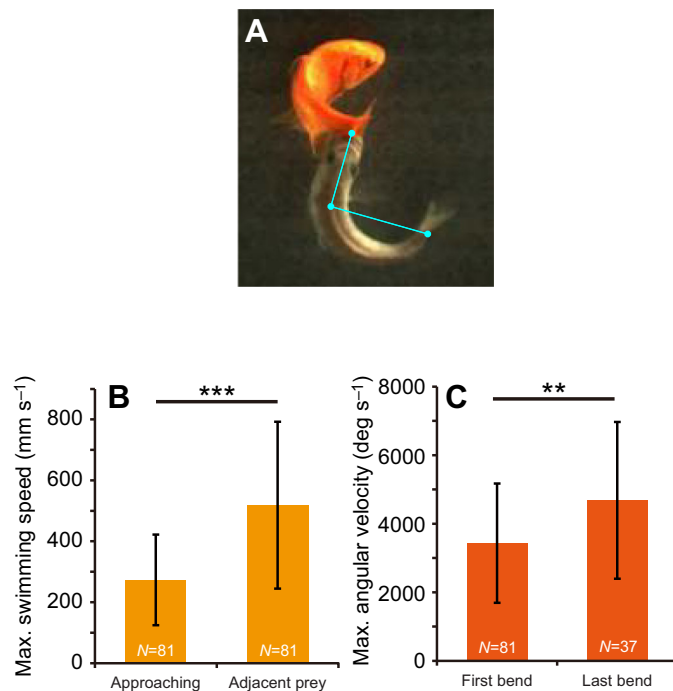 A
B
***
Max. swimming speed (mm s⁻¹)
800
600
400
200
0
N=81
N=81
Approaching
Adjacent prey
C
**
Max. angular velocity (deg s⁻¹)
8000
6000
4000
2000
0
N=81
N=37
First bend
Last bend